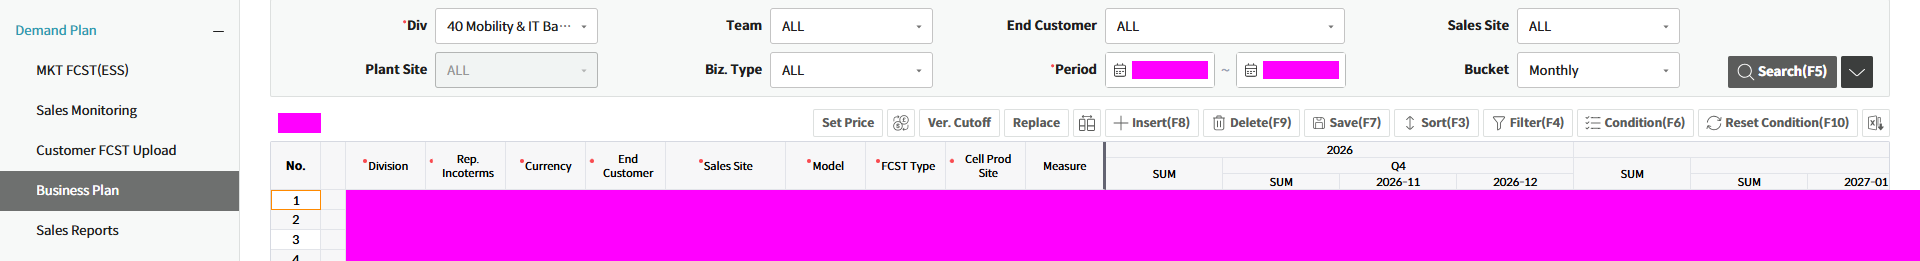 Demand Plan
MKT FCST(ESS)
Sales Monitoring
Customer FCST Upload
Business Plan
Sales Reports
*Div 40 Mobility & IT Ba··· Team ALL End Customer ALL Sales Site ALL
Plant Site ALL Biz. Type ALL *Period ~ Bucket Monthly Search(F5)
Set Price Ver. Cutoff Replace Insert(F8) Delete(F9) Save(F7) Sort(F3) Filter(F4) Condition(F6) Reset Condition(F10)
No. *Division *Rep. Incoterms *Currency *End Customer *Sales Site *Model *FCST Type *Cell Prod Site Measure
2026
SUM Q4 SUM
SUM 2026-11 2026-12 SUM 2027-01
1
2
3
4